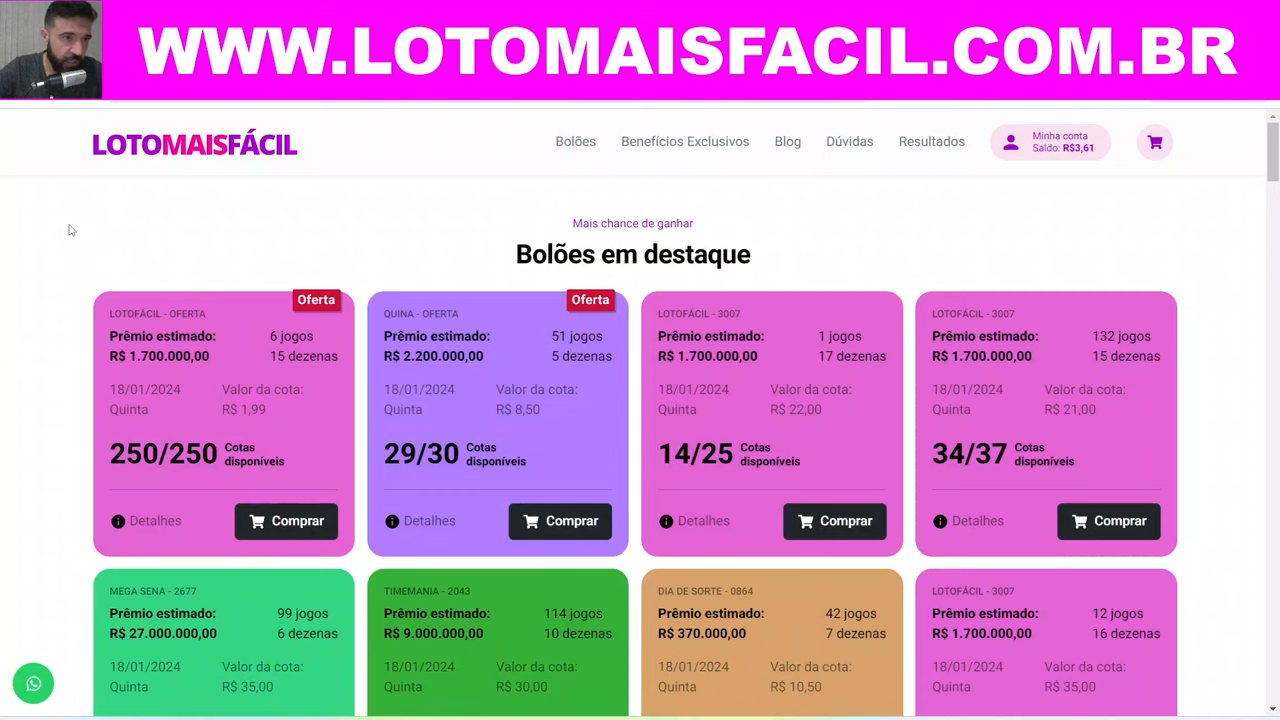 WWW.LOTOMAISFACIL.COM.BR
LOTOMAISFÁCIL
Bolões
Benefícios Exclusivos
Blog
Dúvidas
Resultados
Minha conta
Saldo: R$3,61
Mais chance de ganhar
Bolões em destaque
Oferta
LOTOFÁCIL - OFERTA
Prêmio estimado: 6 jogos
R$ 1.700.000,00 15 dezenas
18/01/2024 Valor da cota:
Quinta R$ 1,99
250/250 Cotas disponíveis
Detalhes Comprar
Oferta
QUINA - OFERTA
Prêmio estimado: 51 jogos
R$ 2.200.000,00 5 dezenas
18/01/2024 Valor da cota:
Quinta R$ 8,50
29/30 Cotas disponíveis
Detalhes Comprar
LOTOFÁCIL - 3007
Prêmio estimado: 1 jogos
R$ 1.700.000,00 17 dezenas
18/01/2024 Valor da cota:
Quinta R$ 22,00
14/25 Cotas disponíveis
Detalhes Comprar
LOTOFÁCIL - 3007
Prêmio estimado: 132 jogos
R$ 1.700.000,00 15 dezenas
18/01/2024 Valor da cota:
Quinta R$ 21,00
34/37 Cotas disponíveis
Detalhes Comprar
MEGA SENA - 2677
Prêmio estimado: 99 jogos
R$ 27.000.000,00 6 dezenas
18/01/2024 Valor da cota:
Quinta R$ 35,00
TIMEMANIA - 2043
Prêmio estimado: 114 jogos
R$ 9.000.000,00 10 dezenas
18/01/2024 Valor da cota:
Quinta R$ 30,00
DIA DE SORTE - 0864
Prêmio estimado: 42 jogos
R$ 370.000,00 7 dezenas
18/01/2024 Valor da cota:
Quinta R$ 10,50
LOTOFÁCIL - 3007
Prêmio estimado: 12 jogos
R$ 1.700.000,00 16 dezenas
18/01/2024 Valor da cota:
Quinta R$ 35,00